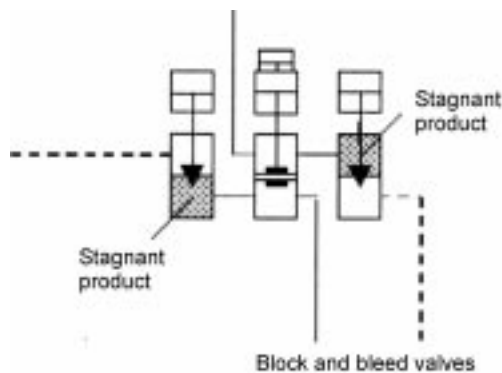 Stagnant
product
Stagnant
product
Block and bleed valves